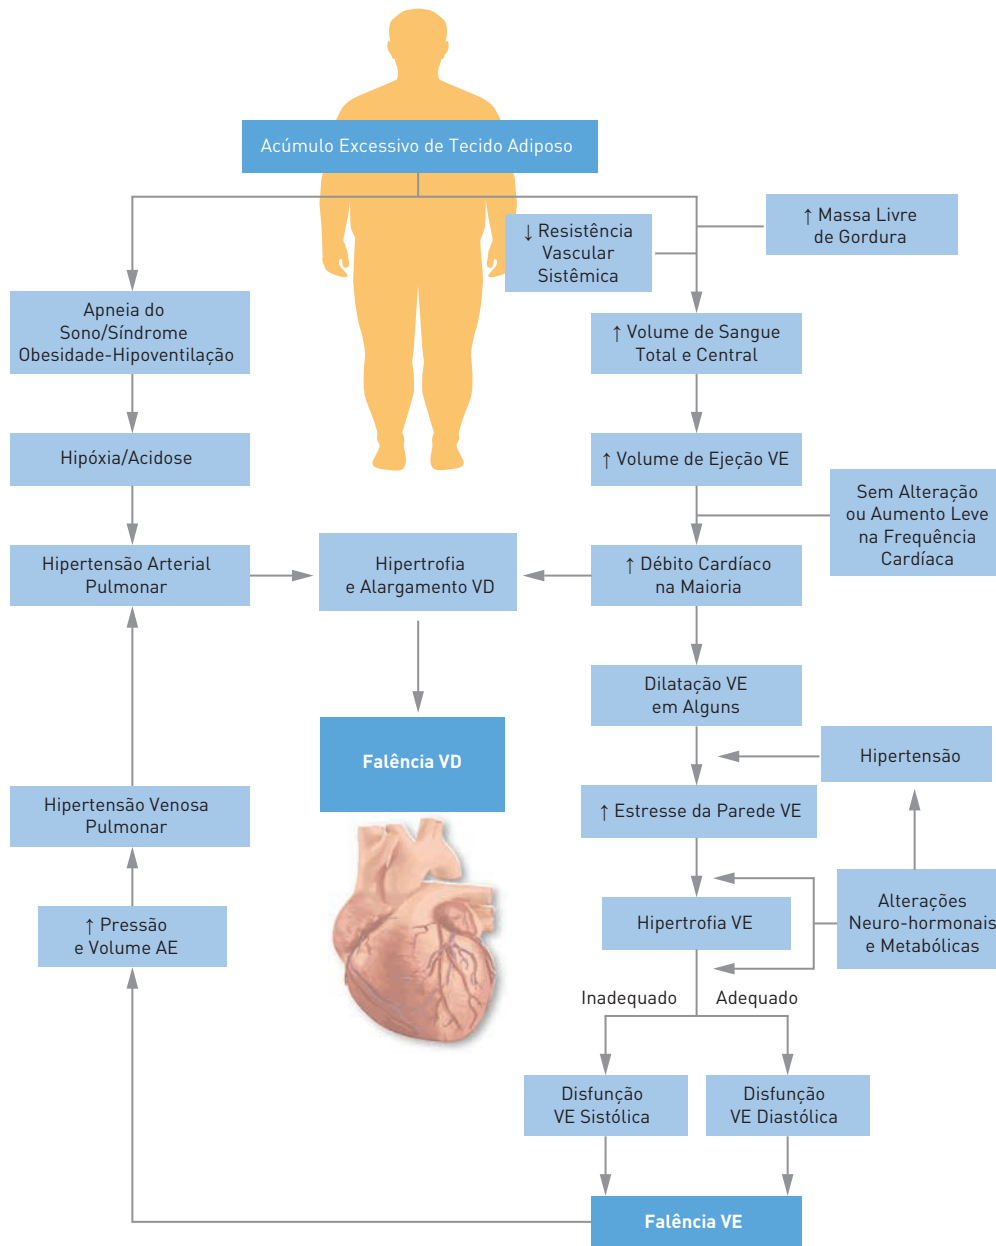 Acúmulo Excessivo de Tecido Adiposo
↑ Massa Livre
de Gordura
↓ Resistência
Vascular
Sistêmica
Apneia do
Sono/Síndrome
Obesidade-Hipoventilação
↑ Volume de Sangue
Total e Central
Hipóxia/Acidose
↑ Volume de Ejeção VE
Sem Alteração
ou Aumento Leve
na Frequência
Cardíaca
Hipertensão Arterial
Pulmonar
Hipertrofia
e Alargamento VD
↑ Débito Cardíaco
na Maioria
Dilatação VE
em Alguns
Falência VD
Hipertensão
Hipertensão Venosa
Pulmonar
↑ Estresse da Parede VE
↑ Pressão
e Volume AE
Hipertrofia VE
Alterações
Neuro-hormonais
e Metabólicas
Inadequado
Adequado
Disfunção
VE Sistólica
Disfunção
VE Diastólica
Falência VE